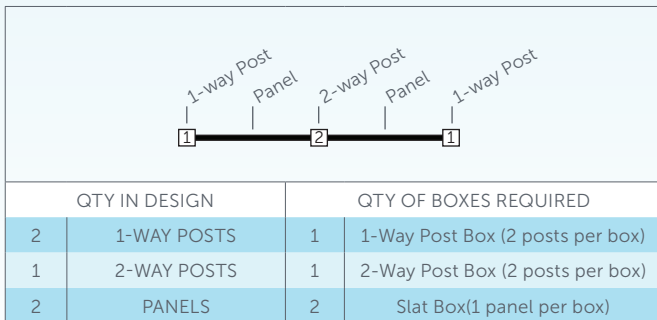 1-way Post Panel 2-way Post Panel 1-way Post
1 2 1
QTY IN DESIGN QTY OF BOXES REQUIRED
2 1-WAY POSTS 1 1-Way Post Box (2 posts per box)
1 2-WAY POSTS 1 2-Way Post Box (2 posts per box)
2 PANELS 2 Slat Box(1 panel per box)